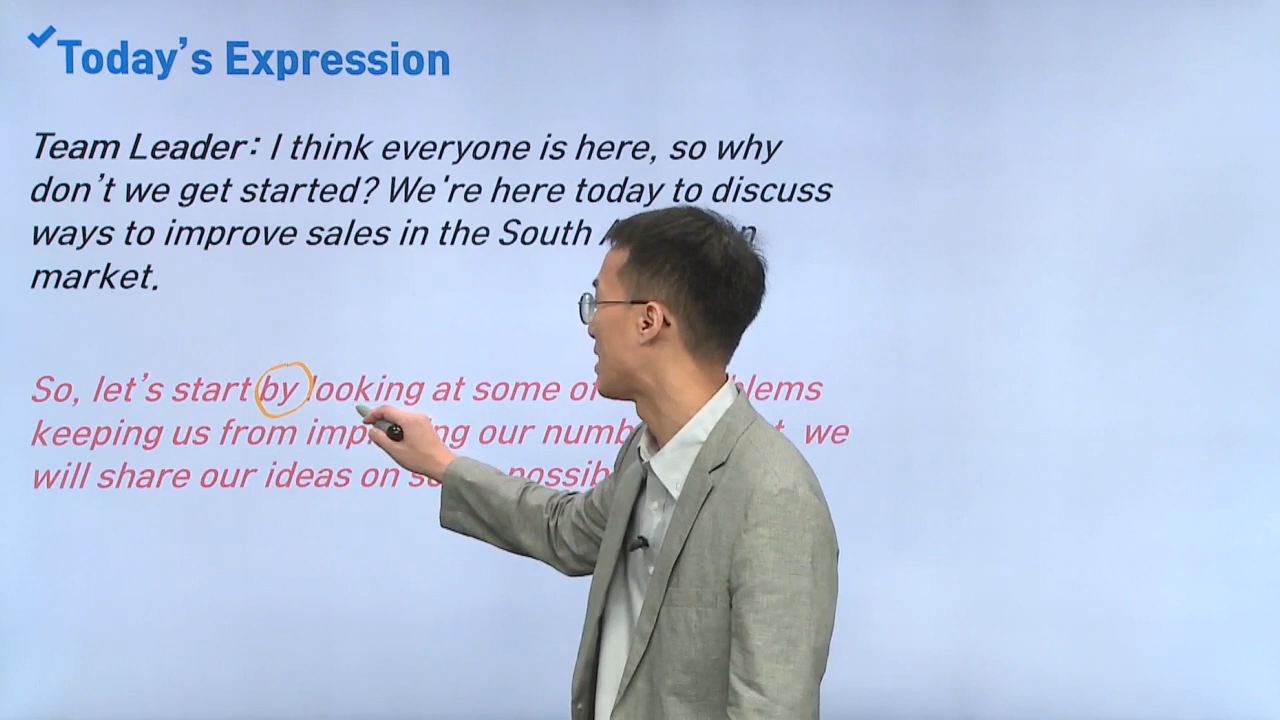 Today's Expression
Team Leader: I think everyone is here, so why
don't we get started? We're here today to discuss
ways to improve sales in the South
market.
So, let's start by looking at some of
keeping us from our we
will share our ideas on